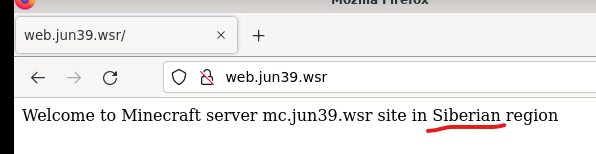 Mozilla Firefox
web.jun39.wsr/
web.jun39.wsr
Welcome to Minecraft server mc.jun39.wsr site in Siberian region